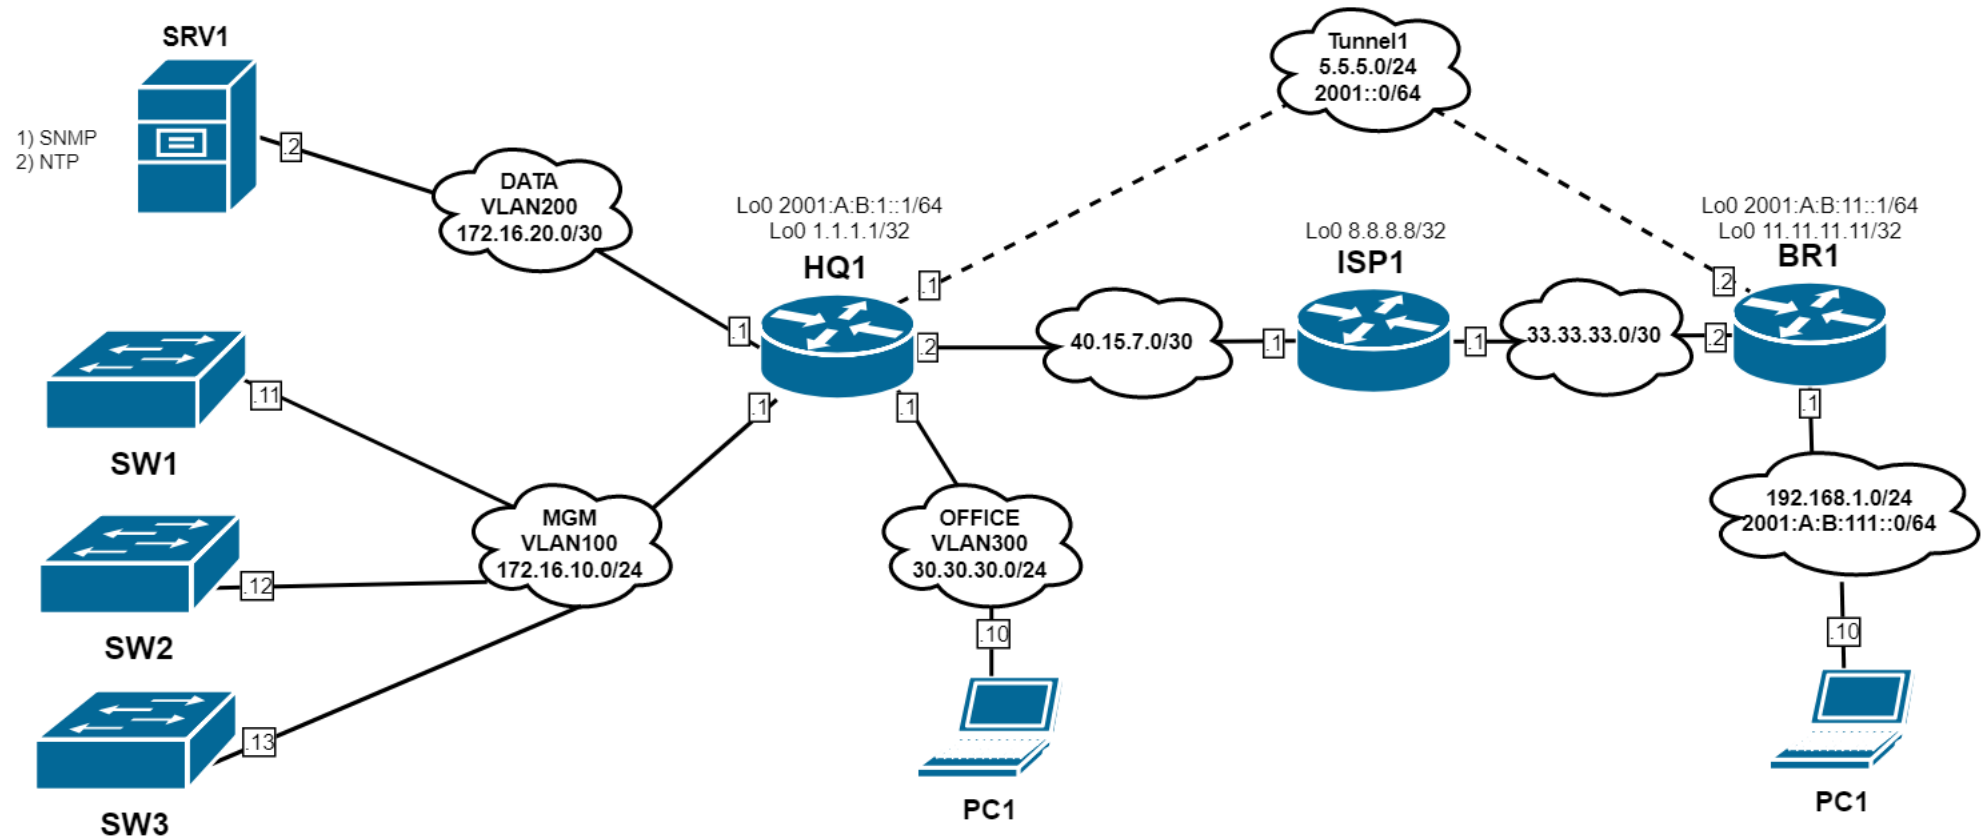 SRV1
1) SNMP
2) NTP
.2
DATA
VLAN200
172.16.20.0/30
.1
Tunnel1
5.5.5.0/24
2001::0/64
Lo0 2001:A:B:1::1/64
Lo0 1.1.1.1/32
HQ1
.1
.2
40.15.7.0/30
.1
Lo0 8.8.8.8/32
ISP1
.1
33.33.33.0/30
.2
.2
Lo0 2001:A:B:11::1/64
Lo0 11.11.11.11/32
BR1
.1
192.168.1.0/24
2001:A:B:111::0/64
.10
PC1
SW1
.11
SW2
.12
SW3
.13
MGM
VLAN100
172.16.10.0/24
.1
.1
OFFICE
VLAN300
30.30.30.0/24
.10
PC1